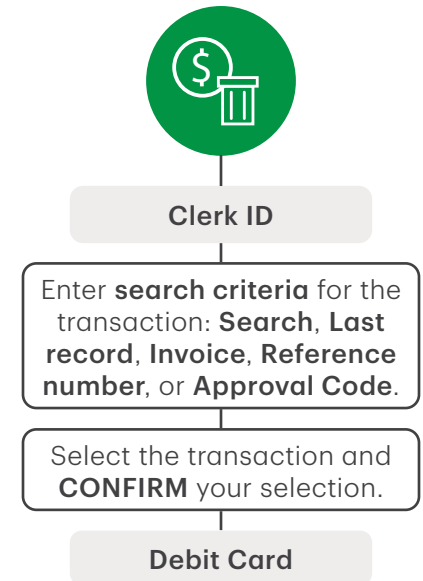 $
Clerk ID
Enter search criteria for the
transaction: Search, Last
record, Invoice, Reference
number, or Approval Code.
Select the transaction and
CONFIRM your selection.
Debit Card